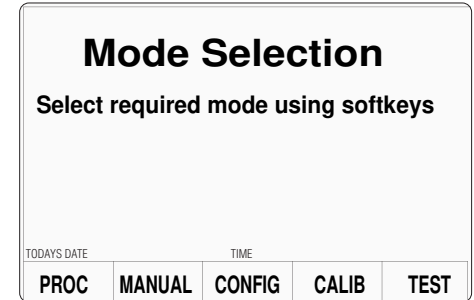 Mode Selection
Select required mode using softkeys
TODAYS DATE TIME
PROC MANUAL CONFIG CALIB TEST